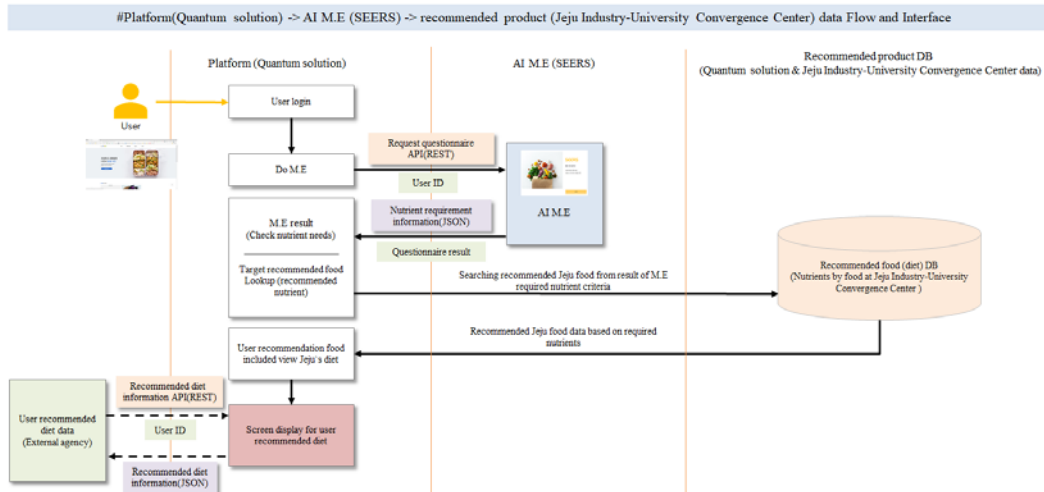 #Platform(Quantum solution) -> AI M.E (SEERS) -> recommended product (Jeju Industry-University Convergence Center) data Flow and Interface
Platform (Quantum solution)
AI M.E (SEERS)
Recommended product DB
(Quantum solution & Jeju Industry-University Convergence Center data)
User
User login
Do M.E
Request questionnaire
API(REST)
User ID
AI M.E
Nutrient requirement
information(JSON)
Questionnaire result
M.E result
(Check nutrient needs)
Target recommended food
Lookup (recommended
nutrient)
Searching recommended Jeju food from result of M.E
required nutrient criteria
Recommended food (diet) DB
(Nutrients by food at Jeju Industry-University
Convergence Center )
Recommended Jeju food data based on required
nutrients
User recommendation food
included view Jeju`s diet
User recommended
diet data
(External agency)
Recommended diet
information API(REST)
User ID
Recommended diet
information(JSON)
Screen display for user
recommended diet